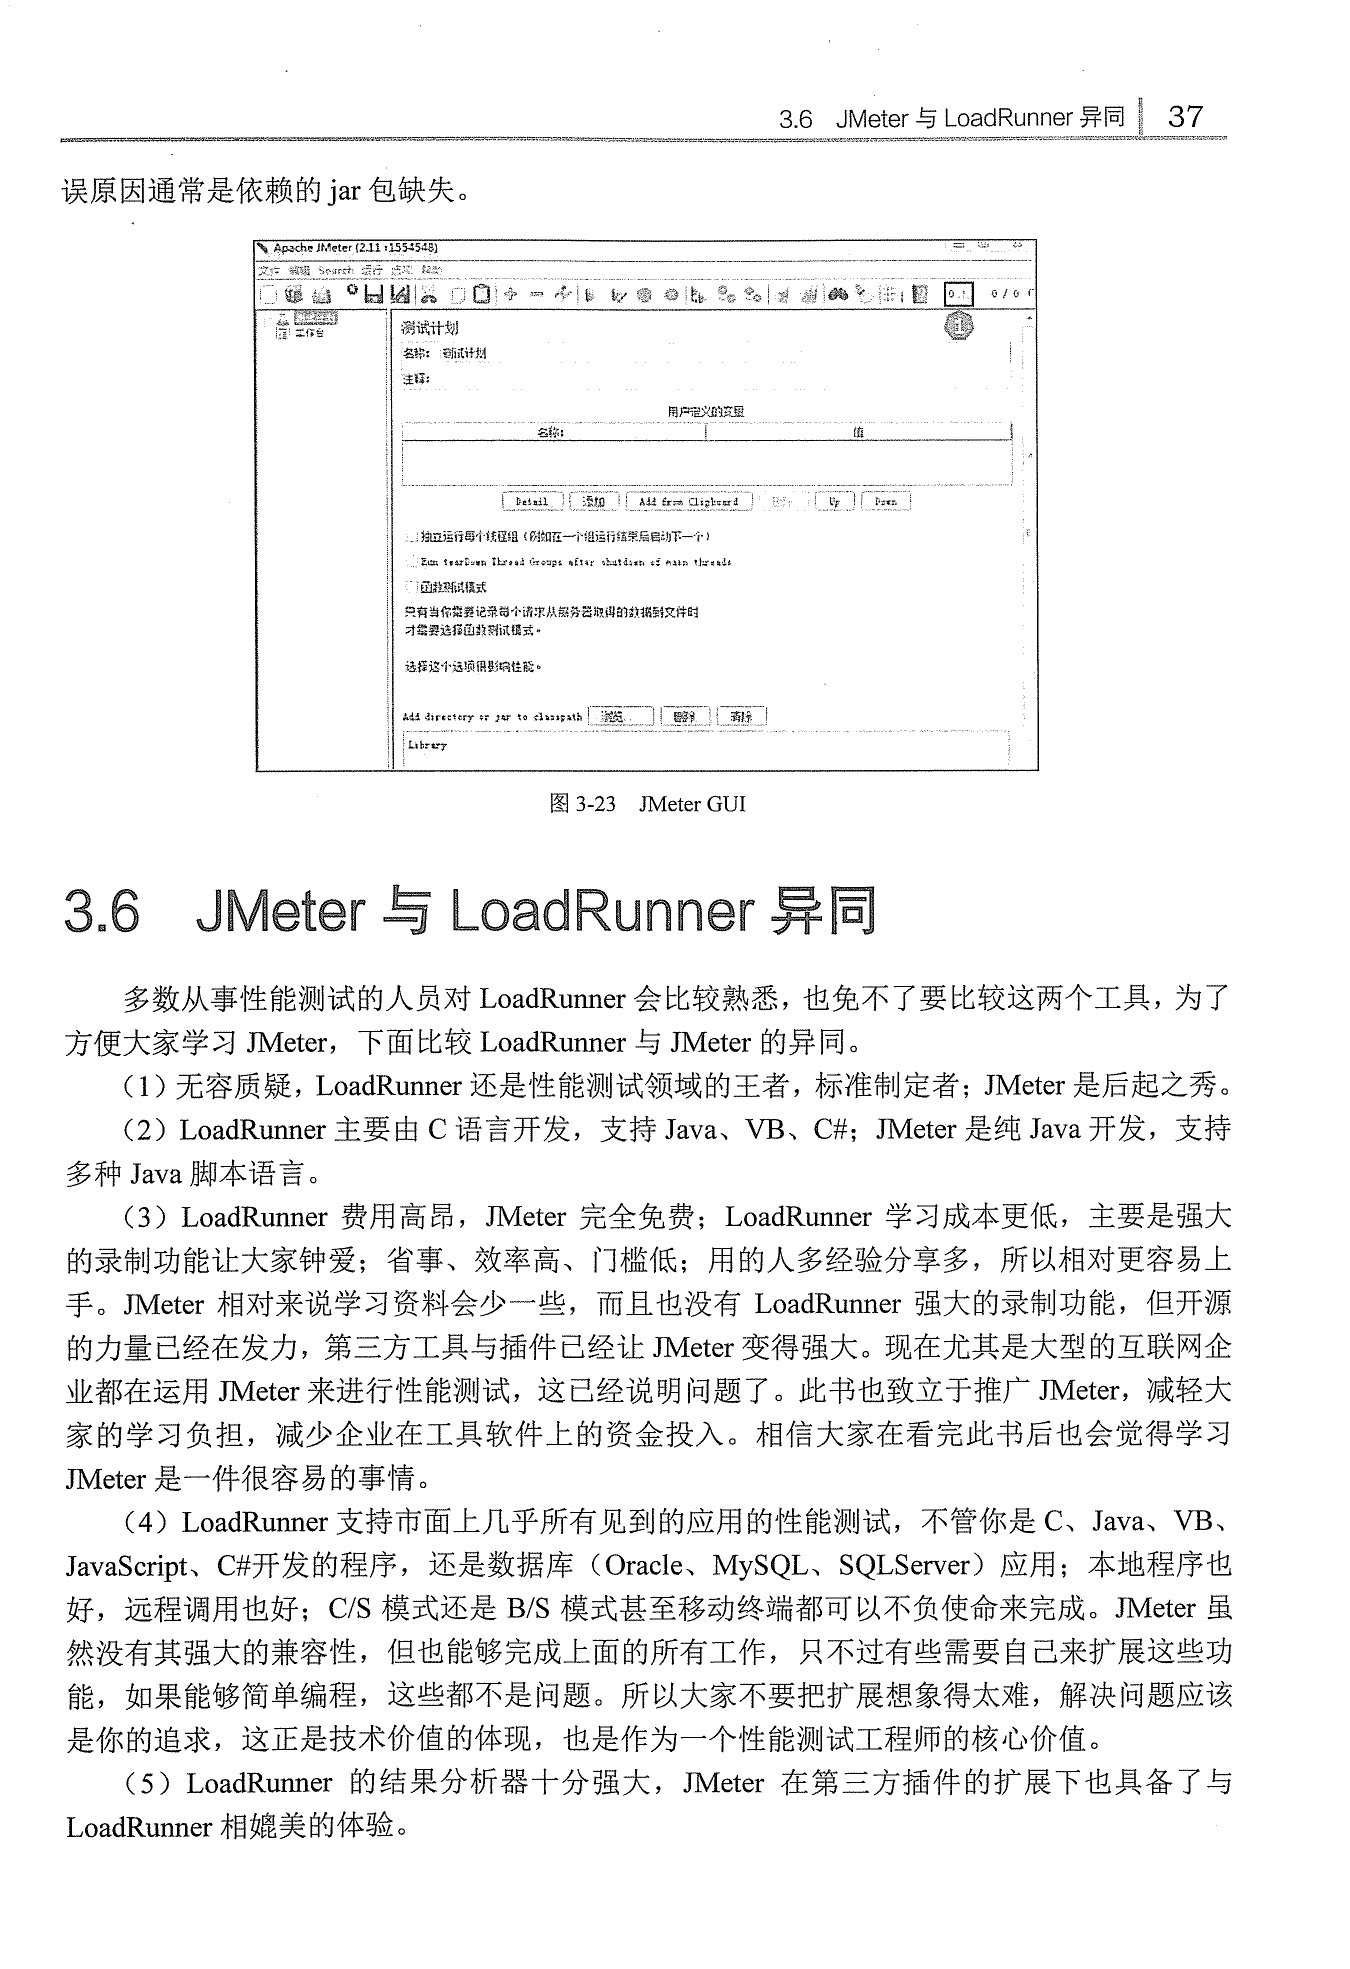 3.6 JMeter 与 LoadRunner 异同 37
误原因通常是依赖的 jar 包缺失。
Apache JMeter (2.11 r1554548)
文件 编辑 Search 运行 选项 帮助
0 / 0
1
工作台
测试计划
名称： 测试计划
注释：
用户定义的变量
名称： 值
Detail 添加 Add from Clipboard 删除 Up Down
独立运行每个线程组（例如在一个组运行结束后启动下一个）
Run tearDown Thread Groups after shutdown of main threads
函数测试模式
只有当你需要记录每个请求从服务器取得的数据到文件时
才需要选择函数测试模式。
选择这个选项很影响性能。
Add directory or jar to classpath 浏览... 删除 清除
Library
图 3-23 JMeter GUI
3.6 JMeter 与 LoadRunner 异同
多数从事性能测试的人员对 LoadRunner 会比较熟悉，也免不了要比较这两个工具，为了
方便大家学习 JMeter，下面比较 LoadRunner 与 JMeter 的异同。
（1）无容质疑，LoadRunner 还是性能测试领域的王者，标准制定者；JMeter 是后起之秀。
（2）LoadRunner 主要由 C 语言开发，支持 Java、VB、C#；JMeter 是纯 Java 开发，支持
多种 Java 脚本语言。
（3）LoadRunner 费用高昂，JMeter 完全免费；LoadRunner 学习成本更低，主要是强大
的录制功能让大家钟爱；省事、效率高、门槛低；用的人多经验分享多，所以相对更容易上
手。JMeter 相对来说学习资料会少一些，而且也没有 LoadRunner 强大的录制功能，但开源
的力量已经在发力，第三方工具与插件已经让 JMeter 变得强大。现在尤其是大型的互联网企
业都在运用 JMeter 来进行性能测试，这已经说明问题了。此书也致立于推广 JMeter，减轻大
家的学习负担，减少企业在工具软件上的资金投入。相信大家在看完此书后也会觉得学习
JMeter 是一件很容易的事情。
（4）LoadRunner 支持市面上几乎所有见到的应用的性能测试，不管你是 C、Java、VB、
JavaScript、C#开发的程序，还是数据库（Oracle、MySQL、SQLServer）应用；本地程序也
好，远程调用也好；C/S 模式还是 B/S 模式甚至移动终端都可以不负使命来完成。JMeter 虽
然没有其强大的兼容性，但也能够完成上面的所有工作，只不过有些需要自己来扩展这些功
能，如果能够简单编程，这些都不是问题。所以大家不要把扩展想象得太难，解决问题应该
是你的追求，这正是技术价值的体现，也是作为一个性能测试工程师的核心价值。
（5）LoadRunner 的结果分析器十分强大，JMeter 在第三方插件的扩展下也具备了与
LoadRunner 相媲美的体验。